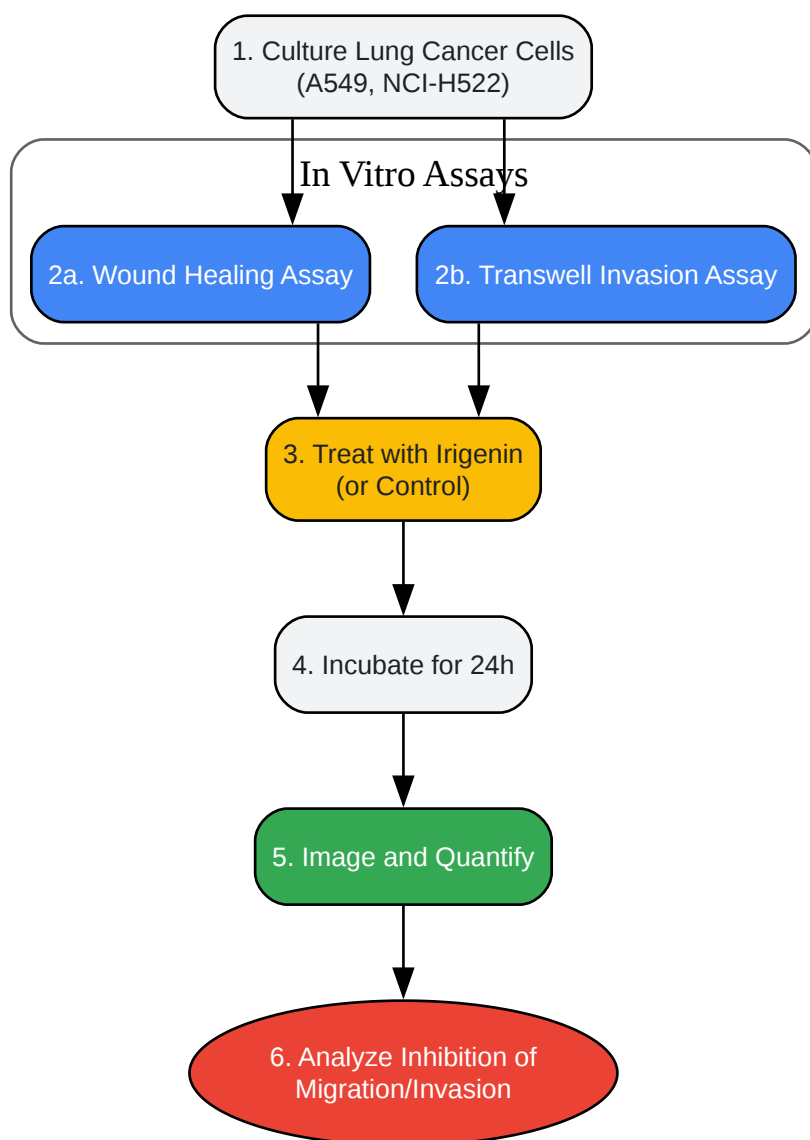 1. Culture Lung Cancer Cells
(A549, NCI-H522)
In Vitro Assays
2a. Wound Healing Assay
2b. Transwell Invasion Assay
3. Treat with Irigenin
(or Control)
4. Incubate for 24h
5. Image and Quantify
6. Analyze Inhibition of
Migration/Invasion